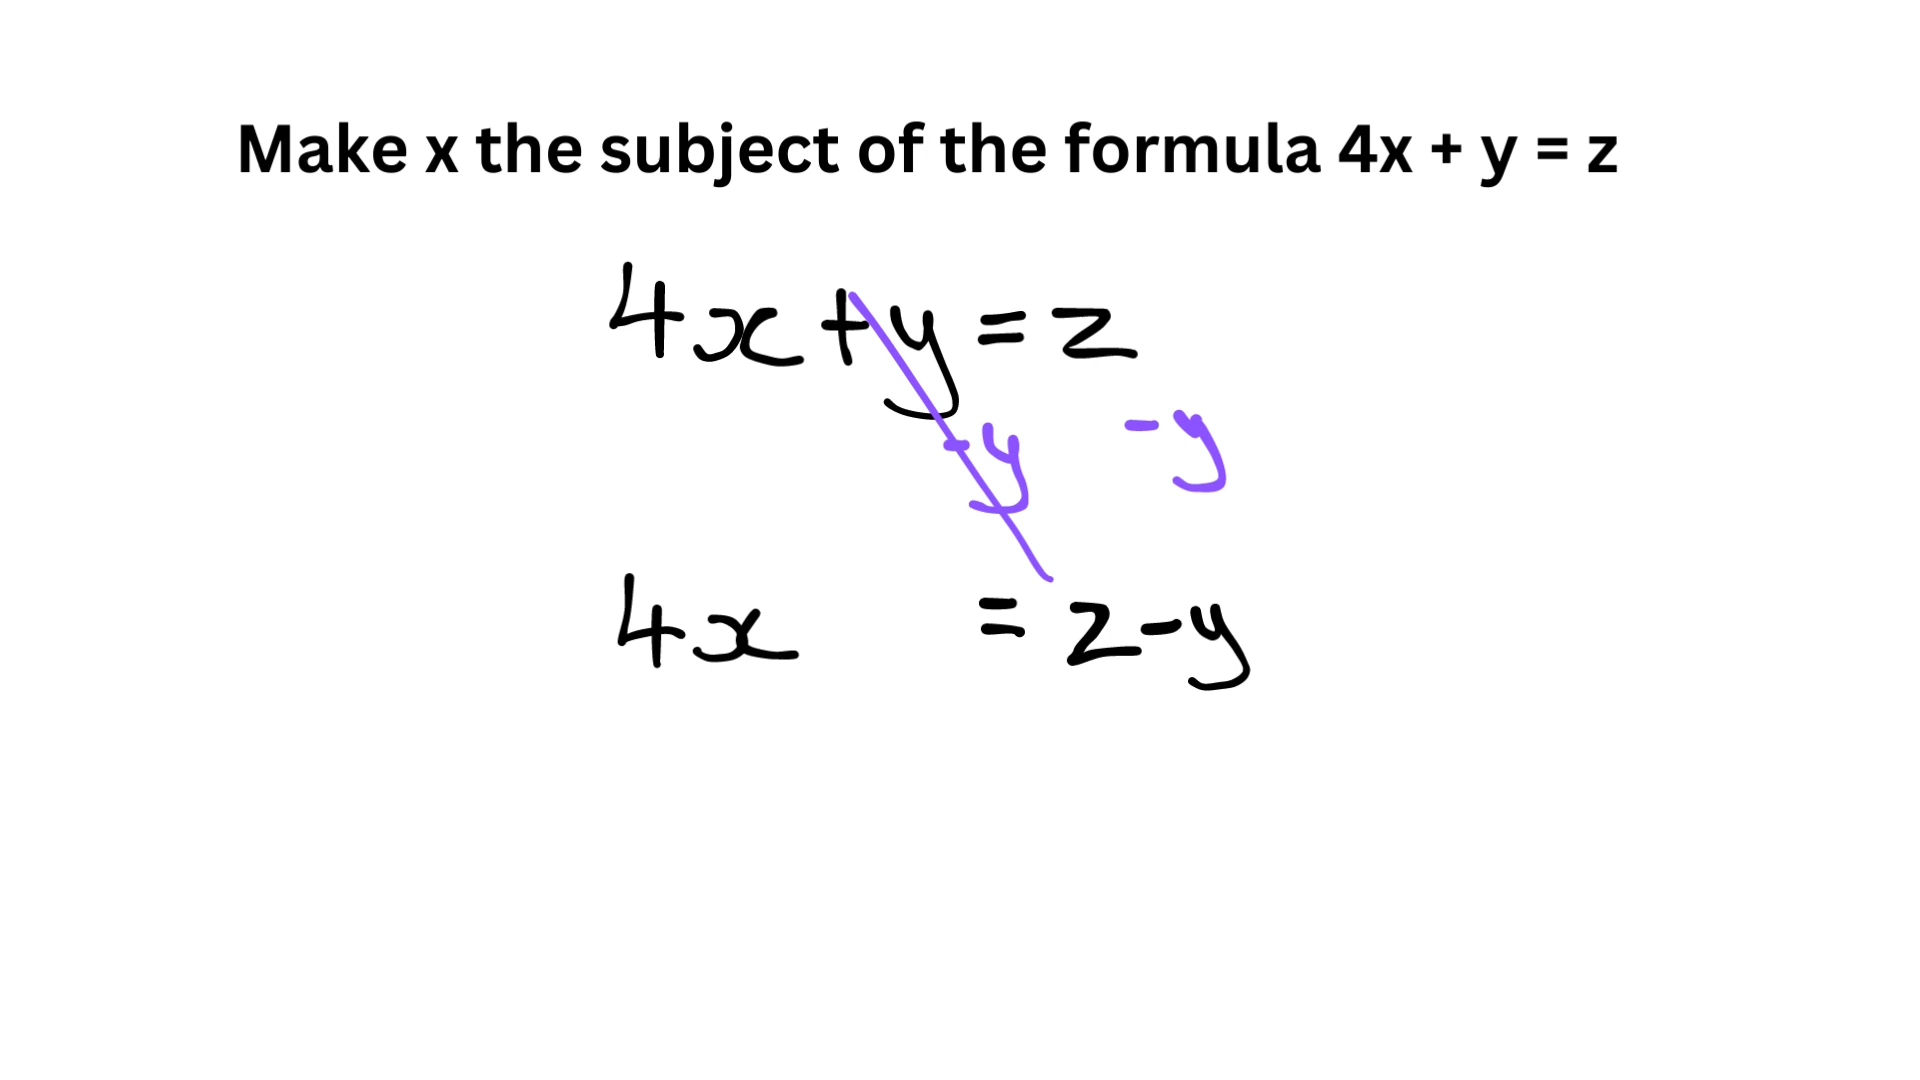 Make x the subject of the formula 4x + y = z
4x + y = z
-y -y
4x = z - y